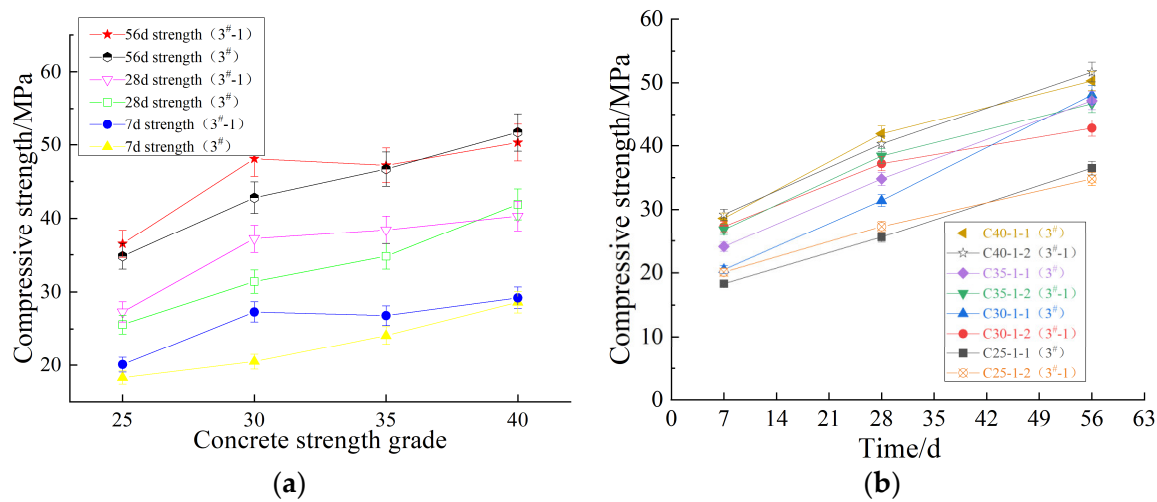 56d strength（3#-1）
56d strength（3#）
28d strength（3#-1）
28d strength（3#）
7d strength（3#-1）
7d strength（3#）
Compressive strength/MPa
60
50
40
30
20
25 30 35 40
Concrete strength grade
(a)
Compressive strength/MPa
60
50
40
30
20
10
0
C40-1-1（3#）
C40-1-2（3#-1）
C35-1-1（3#）
C35-1-2（3#-1）
C30-1-1（3#）
C30-1-2（3#-1）
C25-1-1（3#）
C25-1-2（3#-1）
0 7 14 21 28 35 42 49 56 63
Time/d
(b)